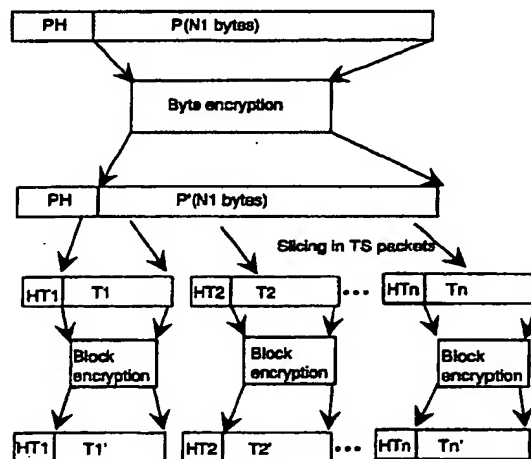 PH P(N1 bytes)
Byte encryption
PH P'(N1 bytes)
Slicing in TS packets
HT1 T1 HT2 T2 ••• HTn Tn
Block encryption Block encryption Block encryption
HT1 T1' HT2 T2' ••• HTn Tn'